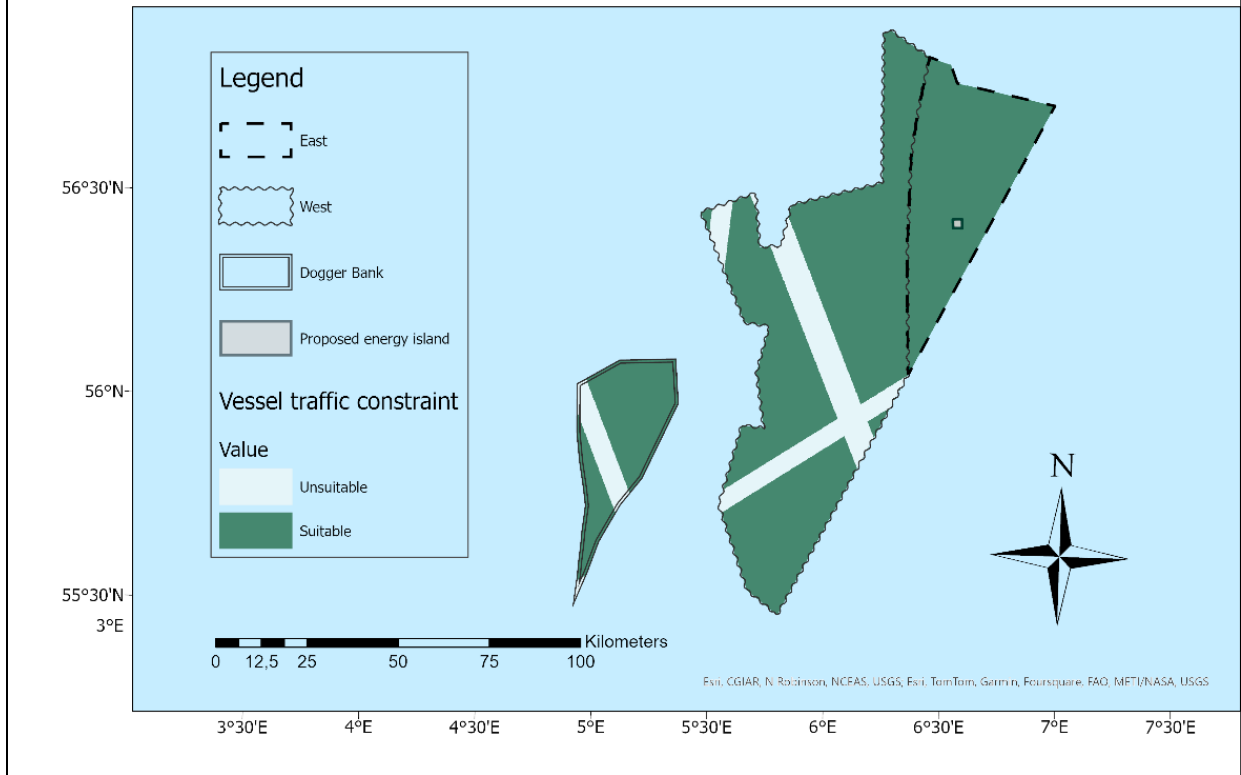 Legend
East
West
Dogger Bank
Proposed energy island
Vessel traffic constraint
Value
Unsuitable
Suitable
N
56°30'N
56°N
55°30'N
3°E
Kilometers
0 12,5 25 50 75 100
Esri, CGIAR, N Robinson, NCEAS, USGS, Esri, TomTom, Garmin, Foursquare, FAO, METI/NASA, USGS
3°30'E 4°E 4°30'E 5°E 5°30'E 6°E 6°30'E 7°E 7°30'E